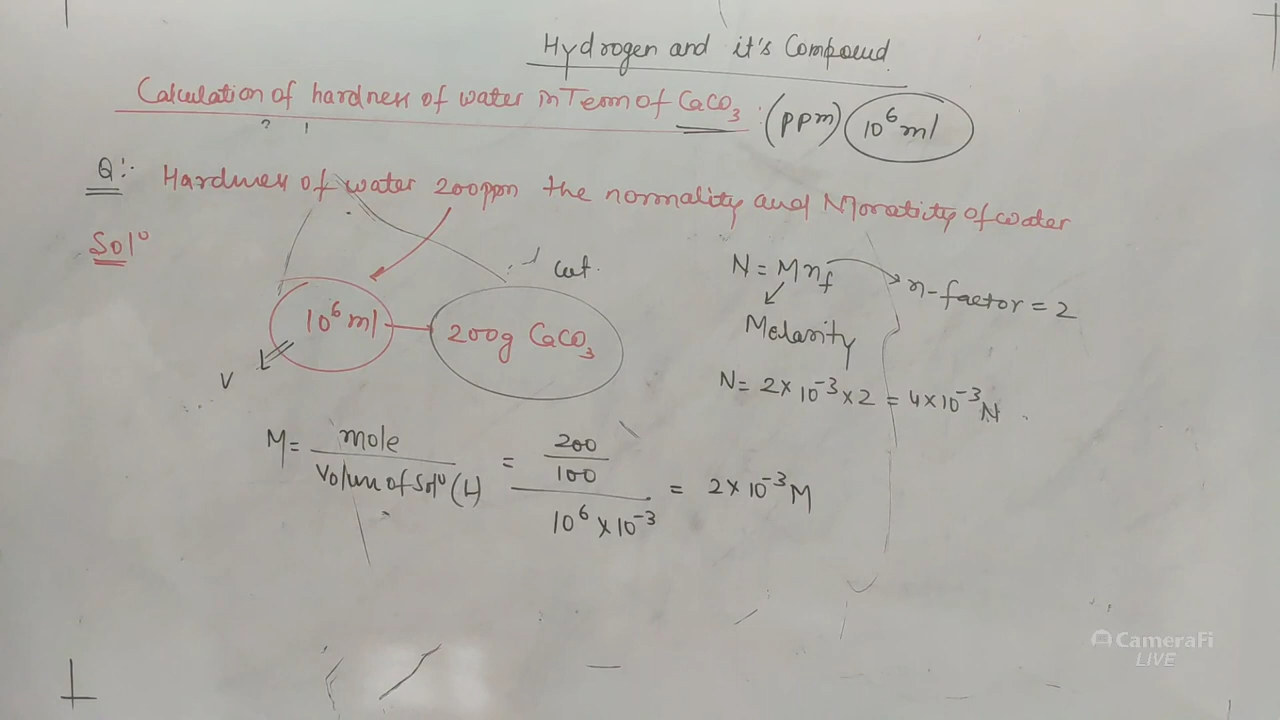 Hydrogen and it's Compound
Calculation of hardness of water in Term of CaCO3 : (ppm) 10^6 ml
Q:- Hardness of water 200ppm the normality and Moratity of water
Sol^n
wt.
10^6 ml → 200g CaCO3
V
N = M nf → n-factor = 2
Molarity
N = 2 × 10^-3 × 2 = 4 × 10^-3 N
M = mole / Volum of Sol^n (L) = (200 / 100) / (10^6 × 10^-3) = 2 × 10^-3 M
CameraFi
LIVE